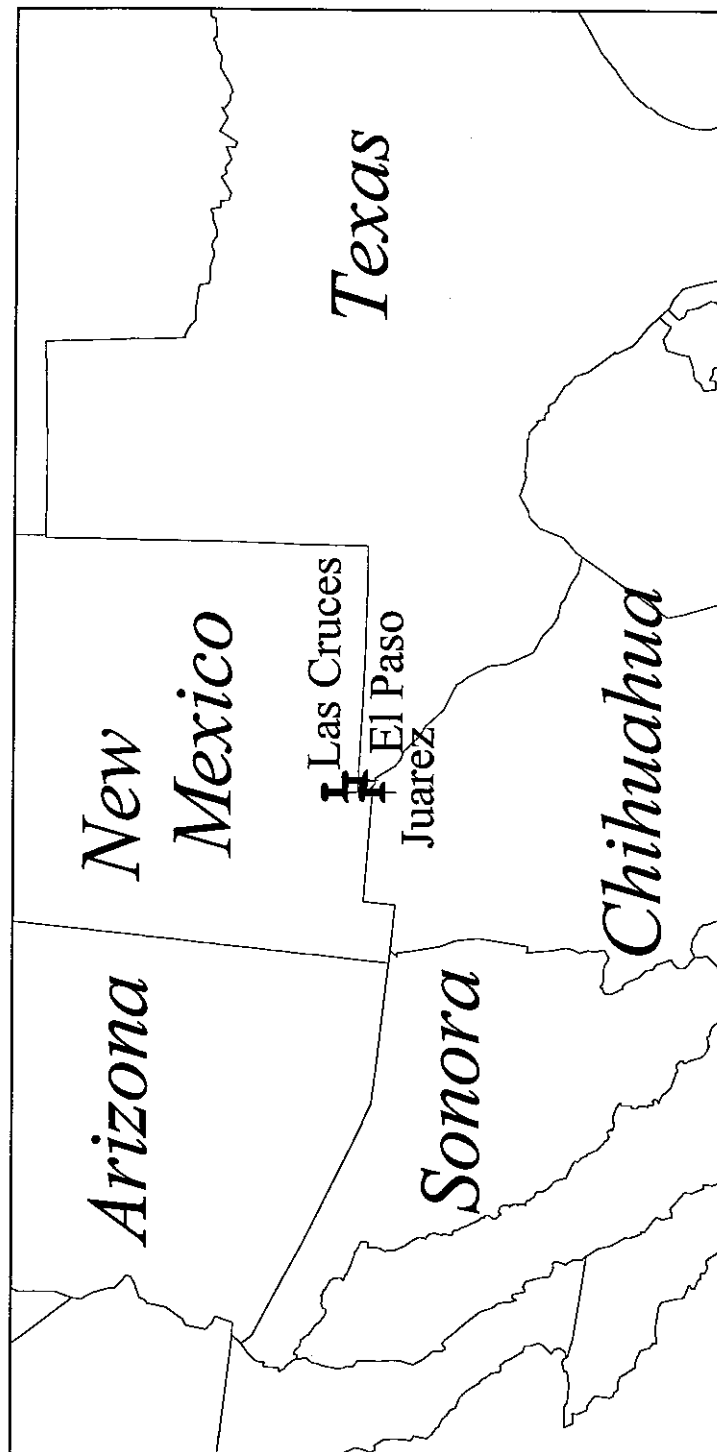 Arizona
New
Mexico
Texas
Las Cruces
El Paso
Juarez
Sonora
Chihuahua